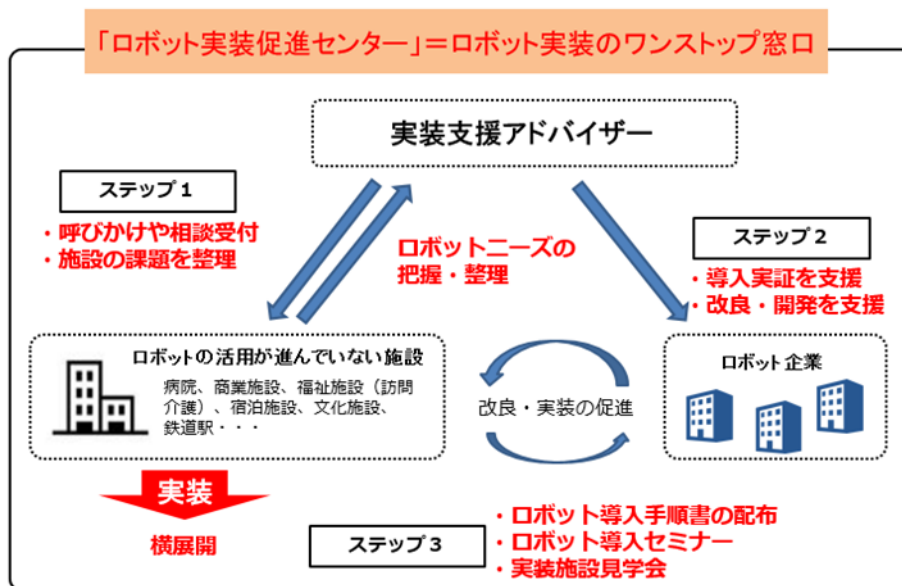 「ロボット実装促進センター」＝ロボット実装のワンストップ窓口
実装支援アドバイザー
ステップ１
・呼びかけや相談受付
・施設の課題を整理
ロボットニーズの
把握・整理
ステップ２
・導入実証を支援
・改良・開発を支援
ロボットの活用が進んでいない施設
病院、商業施設、福祉施設（訪問
介護）、宿泊施設、文化施設、
鉄道駅・・・
改良・実装の促進
ロボット企業
実装
横展開
ステップ３
・ロボット導入手順書の配布
・ロボット導入セミナー
・実装施設見学会